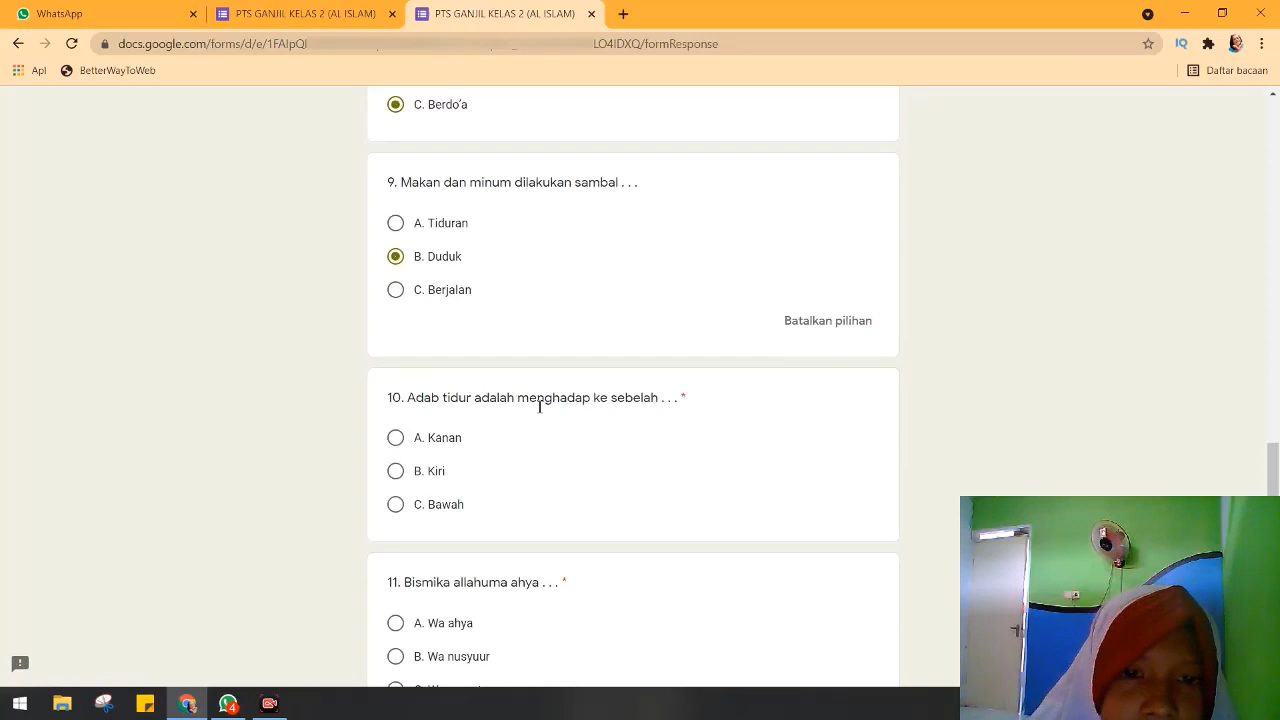 WhatsApp
PTS GANJIL KELAS 2 (AL ISLAM)
PTS GANJIL KELAS 2 (AL ISLAM)
docs.google.com/forms/d/e/1FAIpQl
LO4IDXQ/formResponse
IQ
Apl
BetterWayToWeb
Daftar bacaan
C. Berdo'a
9. Makan dan minum dilakukan sambal . . .
A. Tiduran
B. Duduk
C. Berjalan
Batalkan pilihan
10. Adab tidur adalah menghadap ke sebelah . . . *
A. Kanan
B. Kiri
C. Bawah
11. Bismika allahuma ahya . . . *
A. Wa ahya
B. Wa nusyuur
4